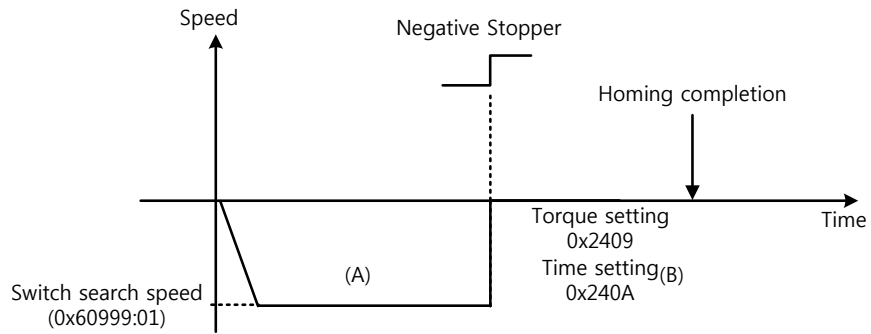 Speed
Negative Stopper
Homing completion
Time
Torque setting
0x2409
Time setting(B)
0x240A
(A)
Switch search speed
(0x60999:01)